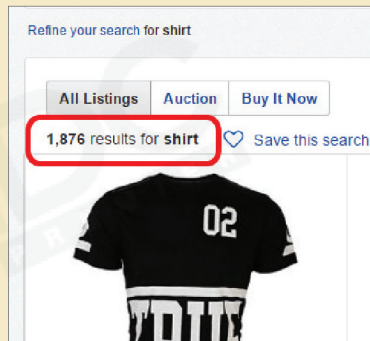 Refine your search for shirt
All Listings Auction Buy It Now
1,876 results for shirt Save this search
02
TRUE